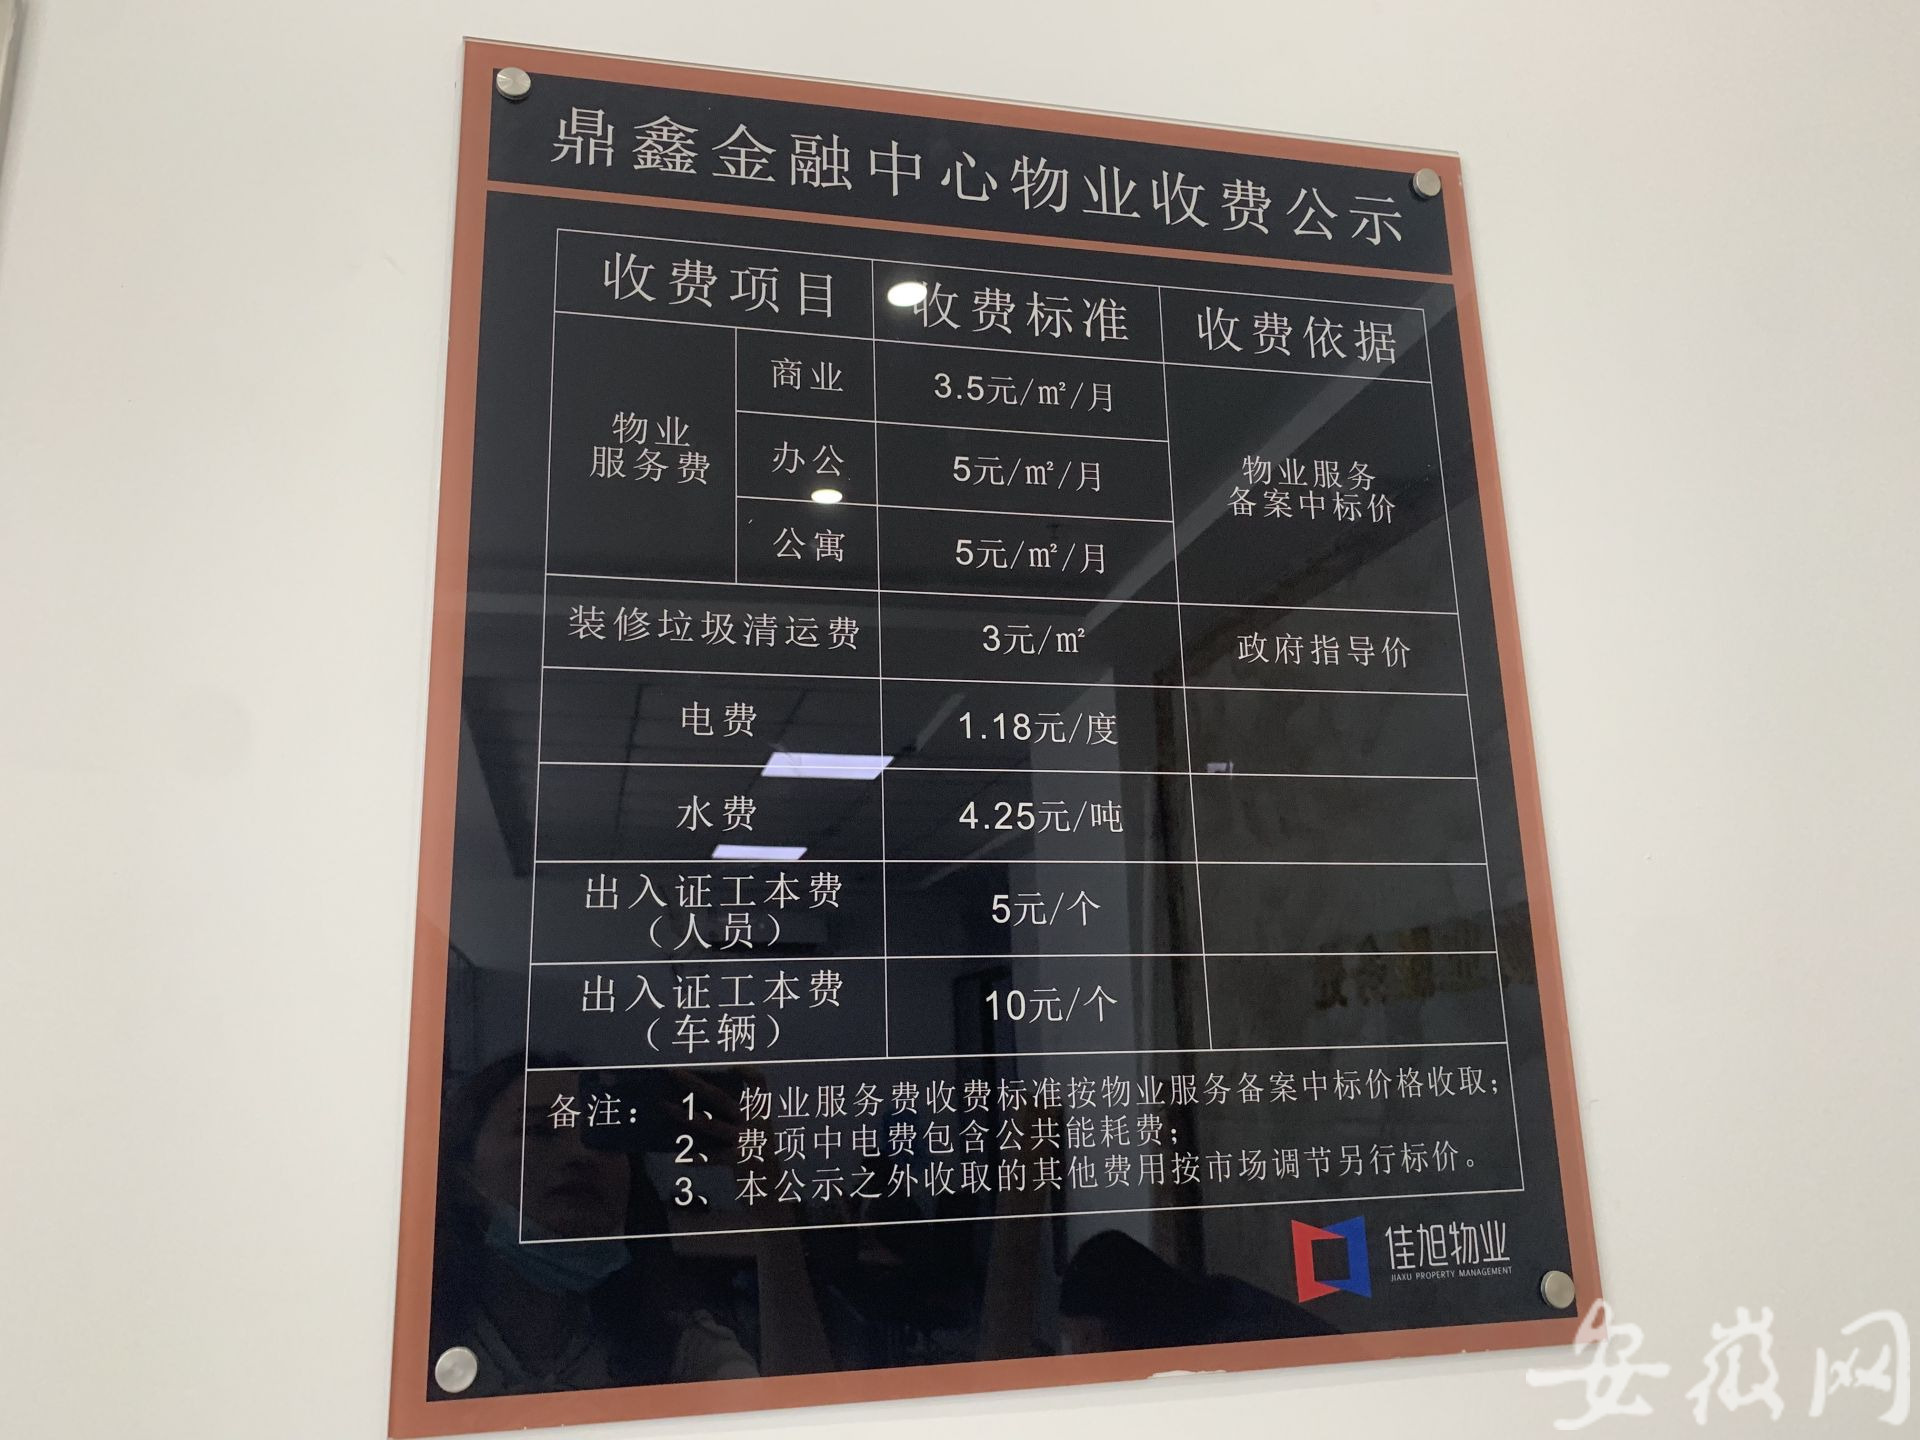 鼎鑫金融中心物业收费公示
收费项目 收费标准 收费依据
物业
服务费
商业 3.5元/㎡/月
办公 5元/㎡/月
公寓 5元/㎡/月
物业服务
备案中标价
装修垃圾清运费 3元/㎡ 政府指导价
电费 1.18元/度
水费 4.25元/吨
出入证工本费
（人员）
5元/个
出入证工本费
（车辆）
10元/个
备注：1、物业服务费收费标准按物业服务备案中标价格收取；
2、费项中电费包含公共能耗费；
3、本公示之外收取的其他费用按市场调节另行标价。
佳旭物业
JIAXU PROPERTY MANAGEMENT
安徽网